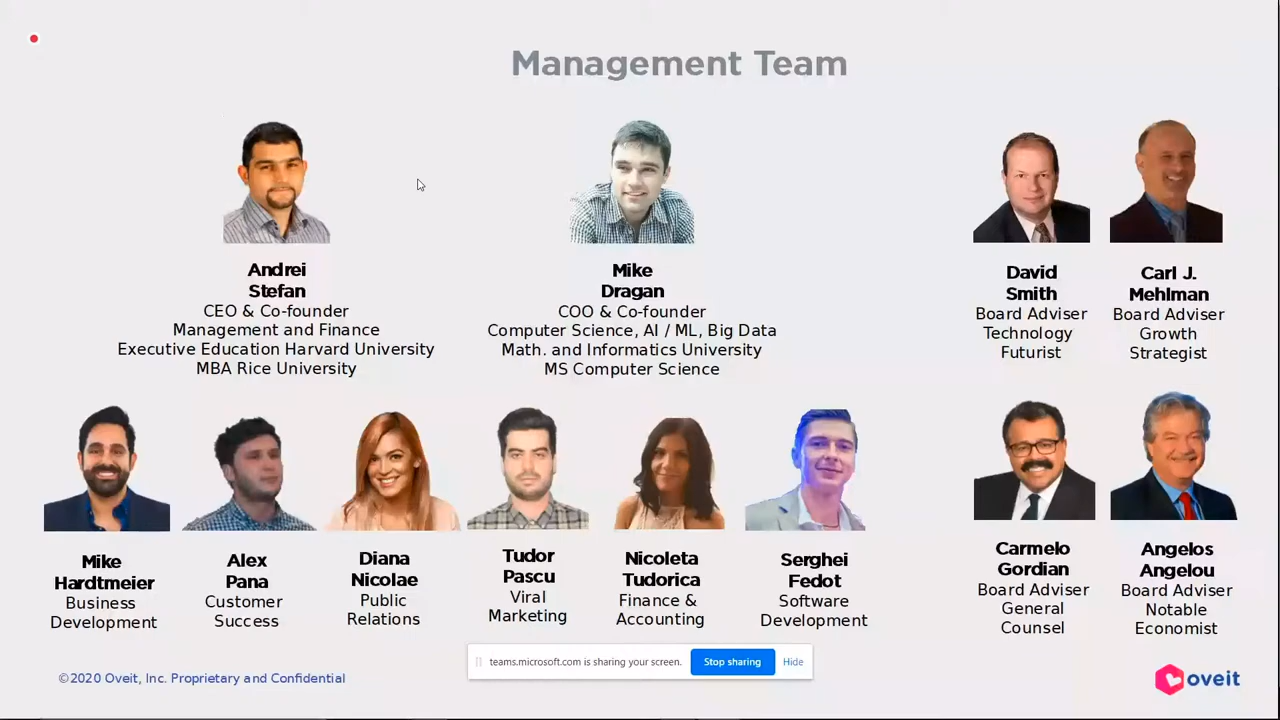 Management Team
Andrei
Stefan
CEO & Co-founder
Management and Finance
Executive Education Harvard University
MBA Rice University
Mike
Dragan
COO & Co-founder
Computer Science, AI / ML, Big Data
Math. and Informatics University
MS Computer Science
David
Smith
Board Adviser
Technology
Futurist
Carl J.
Mehlman
Board Adviser
Growth
Strategist
Mike
Hardtmeier
Business
Development
Alex
Pana
Customer
Success
Diana
Nicolae
Public
Relations
Tudor
Pascu
Viral
Marketing
Nicoleta
Tudorica
Finance &
Accounting
Serghei
Fedot
Software
Development
Carmelo
Gordian
Board Adviser
General
Counsel
Angelos
Angelou
Board Adviser
Notable
Economist
teams.microsoft.com is sharing your screen. Stop sharing Hide
©2020 Oveit, Inc. Proprietary and Confidential
oveit